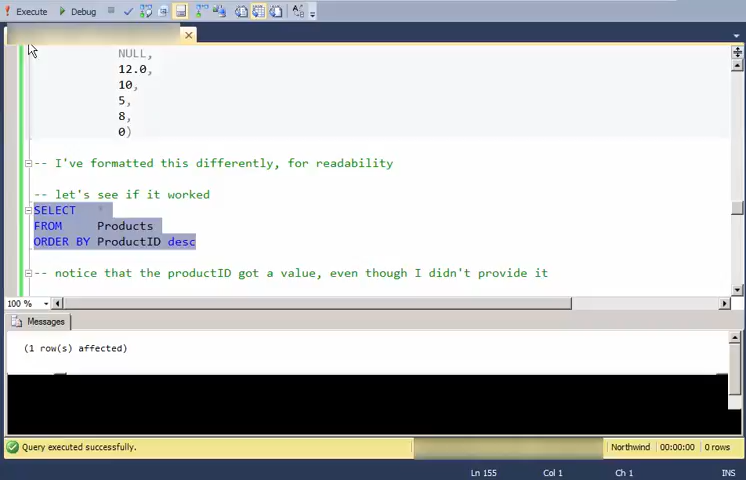 Execute Debug
NULL,
12.0,
10,
5,
8,
0)
-- I've formatted this differently, for readability
-- let's see if it worked
SELECT *
FROM Products
ORDER BY ProductID desc
-- notice that the productID got a value, even though I didn't provide it
100 %
Messages
(1 row(s) affected)
Query executed successfully. Northwind 00:00:00 0 rows
Ln 155 Col 1 Ch 1 INS